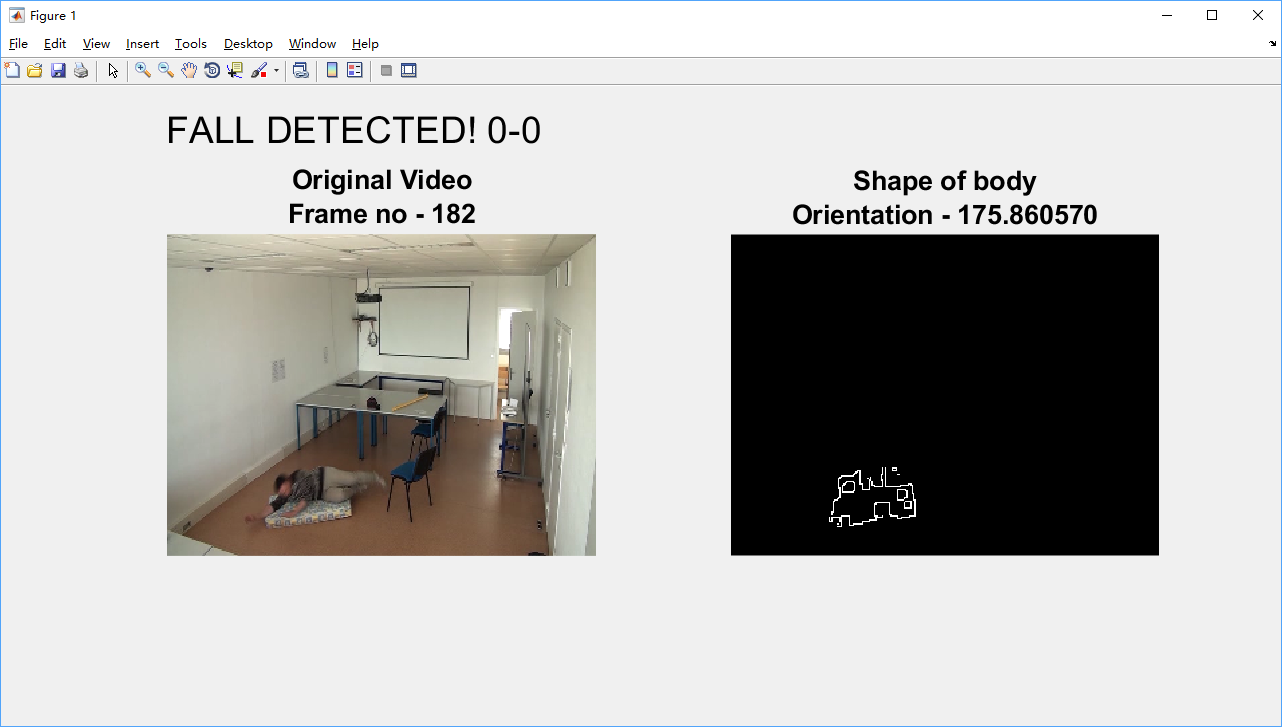 Figure 1
File Edit View Insert Tools Desktop Window Help
FALL DETECTED! 0-0
Original Video
Frame no - 182
Shape of body
Orientation - 175.860570